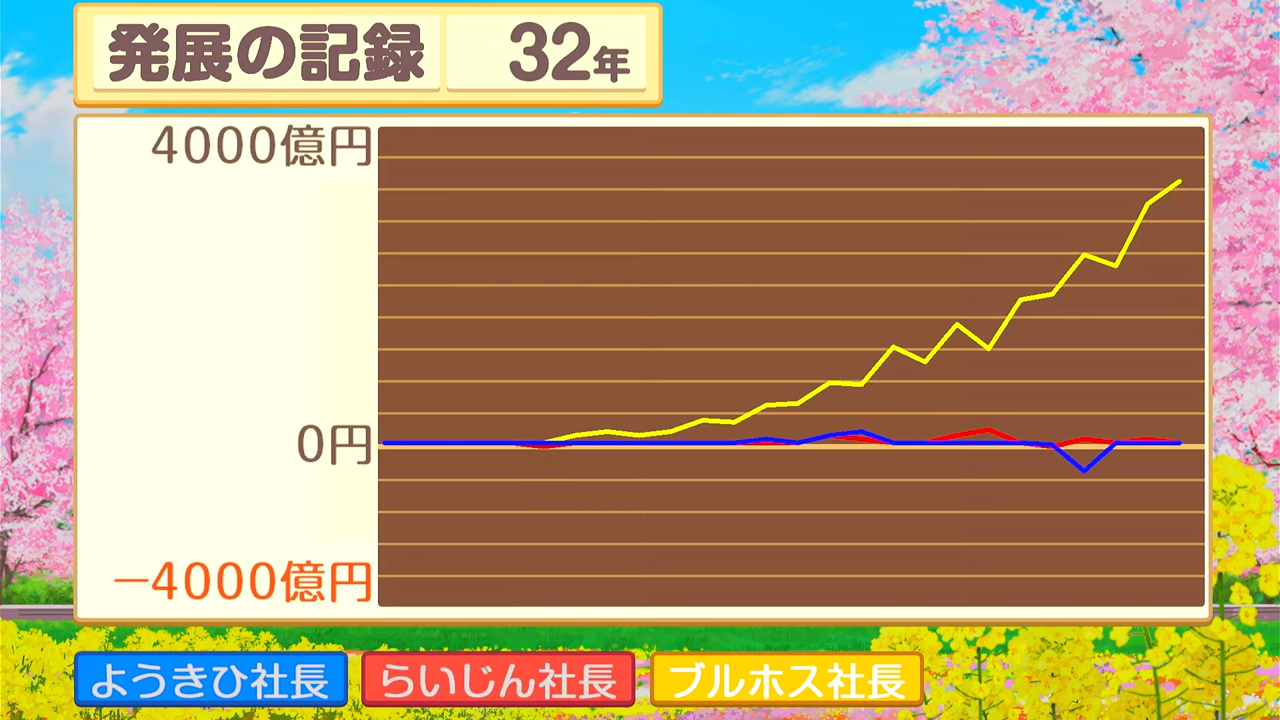 発展の記録 32年
4000億円
0円
−4000億円
ようきひ社長 らいじん社長 ブルホス社長